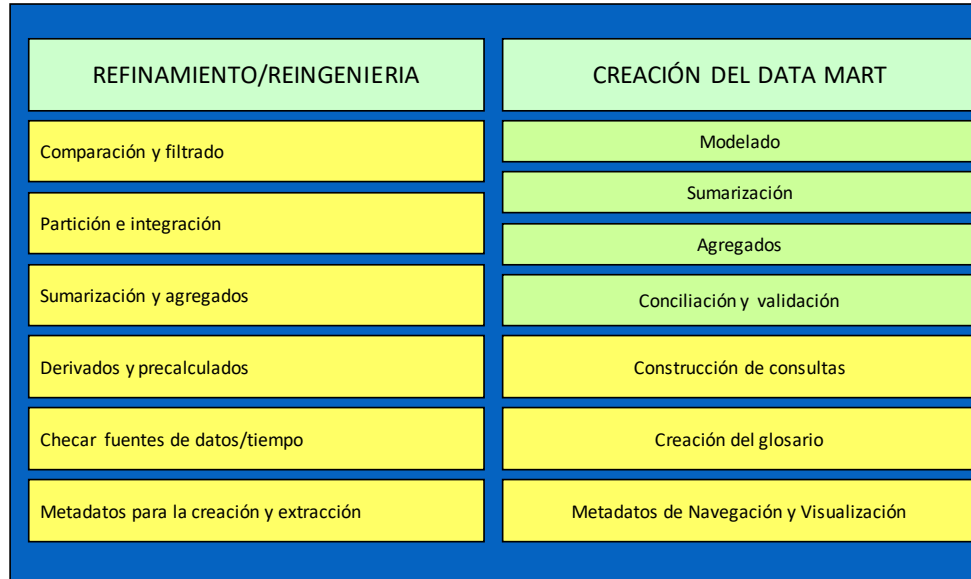 REFINAMIENTO/REINGENIERIA
Comparación y filtrado
Partición e integración
Sumarización y agregados
Derivados y precalculados
Checar fuentes de datos/tiempo
Metadatos para la creación y extracción
CREACIÓN DEL DATA MART
Modelado
Sumarización
Agregados
Conciliación y validación
Construcción de consultas
Creación del glosario
Metadatos de Navegación y Visualización